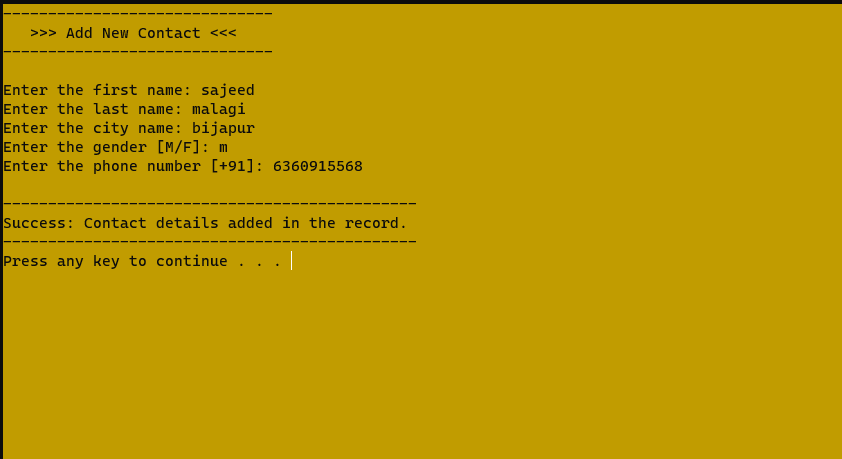 ------------------------------
>>> Add New Contact <<<
------------------------------
Enter the first name: sajeed
Enter the last name: malagi
Enter the city name: bijapur
Enter the gender [M/F]: m
Enter the phone number [+91]: 6360915568
----------------------------------------------
Success: Contact details added in the record.
----------------------------------------------
Press any key to continue . . .